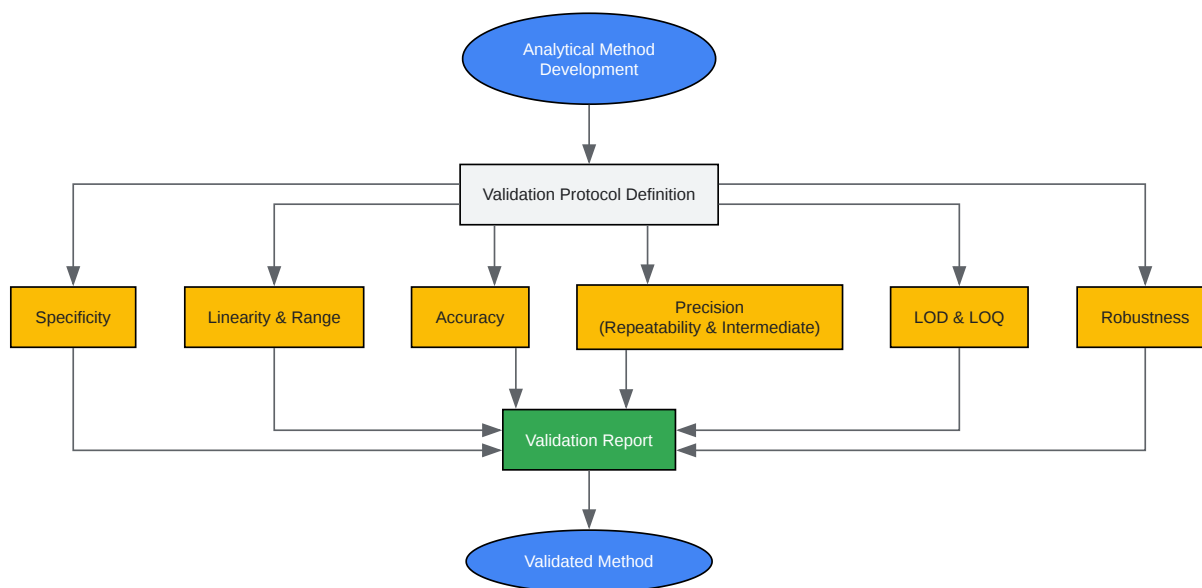 Analytical Method
Development
Validation Protocol Definition
Specificity
Linearity & Range
Accuracy
Precision
(Repeatability & Intermediate)
LOD & LOQ
Robustness
Validation Report
Validated Method